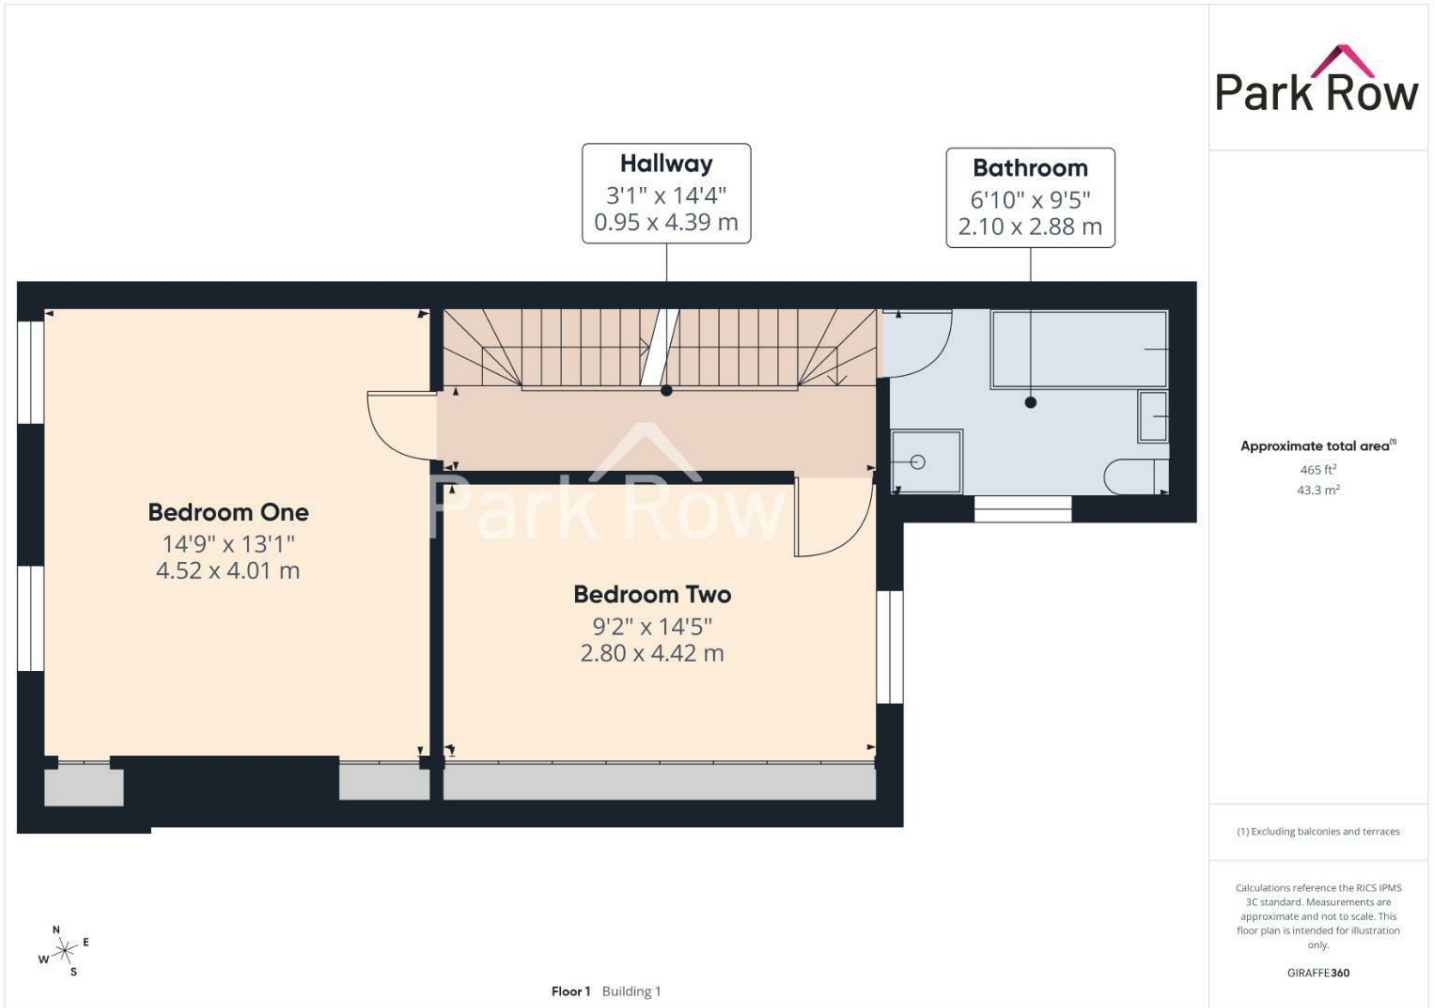 Park Row
Hallway
3'1" x 14'4"
0.95 x 4.39 m
Bathroom
6'10" x 9'5"
2.10 x 2.88 m
Bedroom One
14'9" x 13'1"
4.52 x 4.01 m
Park Row
Bedroom Two
9'2" x 14'5"
2.80 x 4.42 m
Approximate total area(1)
465 ft²
43.3 m²
(1) Excluding balconies and terraces
Calculations reference the RICS IPMS
3C standard. Measurements are
approximate and not to scale. This
floor plan is intended for illustration
only.
GIRAFFE360
N
E
W
S
Floor 1 Building 1